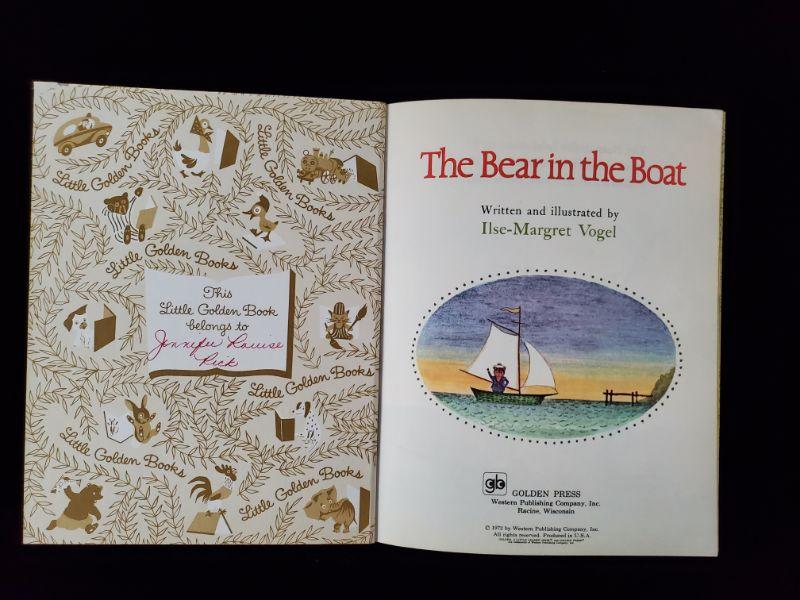 Little Golden Books
Little Golden Books
Little Golden Books
This
Little Golden Book
belongs to
Jennifer Louise
Rick
Little Golden Books
Little Golden Books
Little Golden Books
The Bear in the Boat
Written and illustrated by
Ilse-Margret Vogel
gb
GOLDEN PRESS
Western Publishing Company, Inc.
Racine, Wisconsin
© 1972 by Western Publishing Company, Inc.
All rights reserved. Produced in U.S.A.